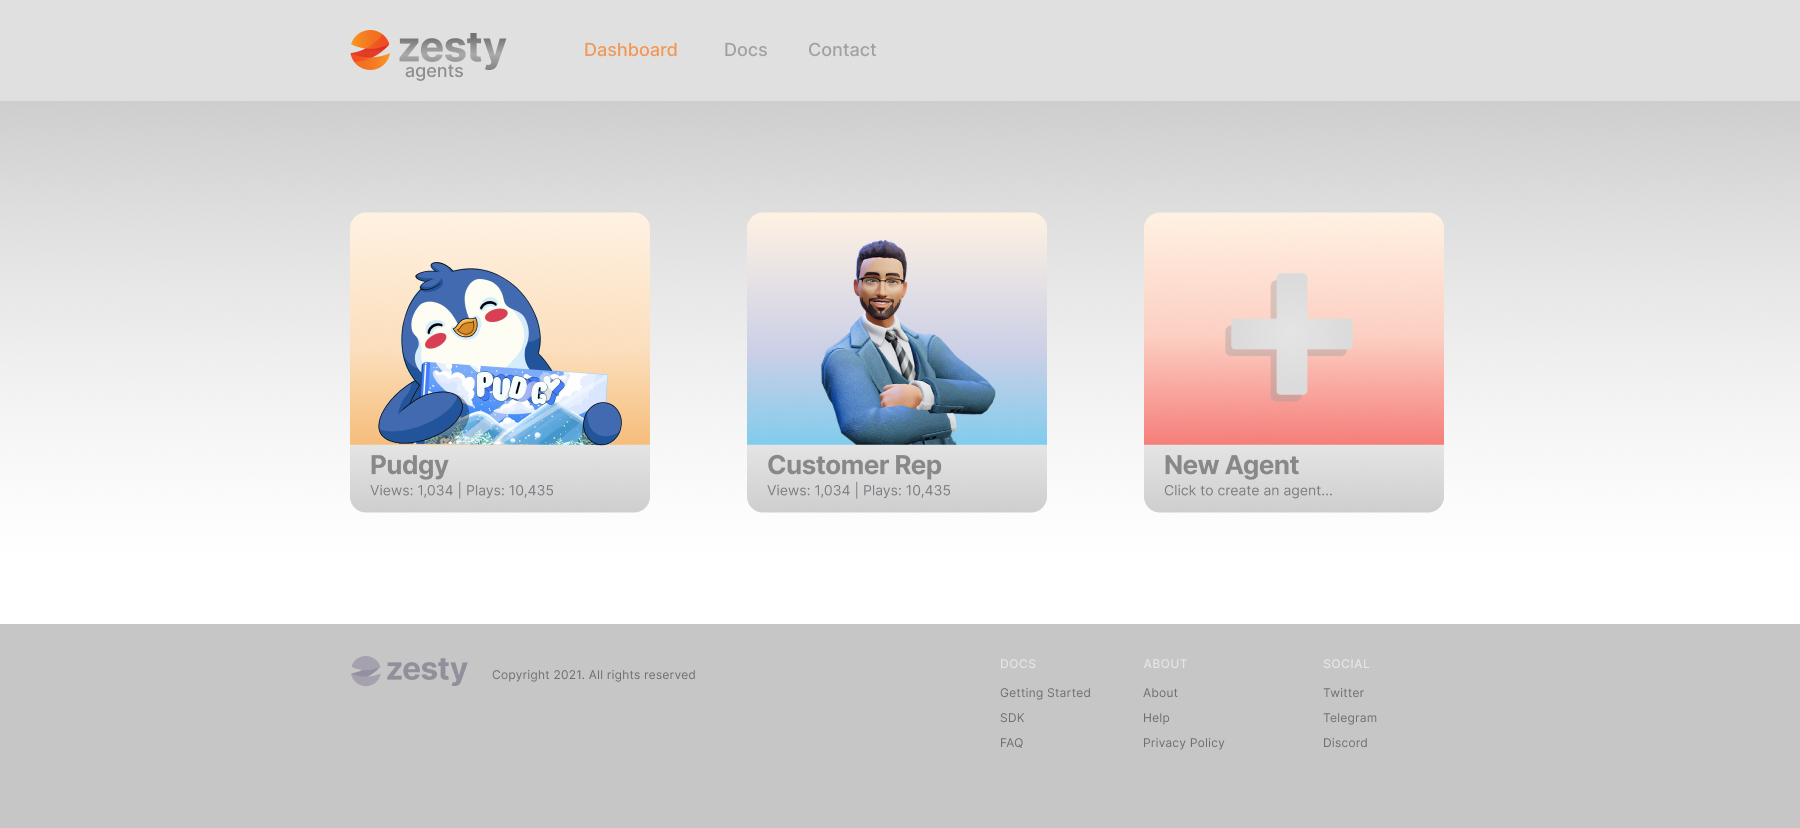 zesty
agents
Dashboard
Docs
Contact
PUDGY
Pudgy
Views: 1,034 | Plays: 10,435
Customer Rep
Views: 1,034 | Plays: 10,435
New Agent
Click to create an agent...
zesty
Copyright 2021. All rights reserved
DOCS
Getting Started
SDK
FAQ
ABOUT
About
Help
Privacy Policy
SOCIAL
Twitter
Telegram
Discord